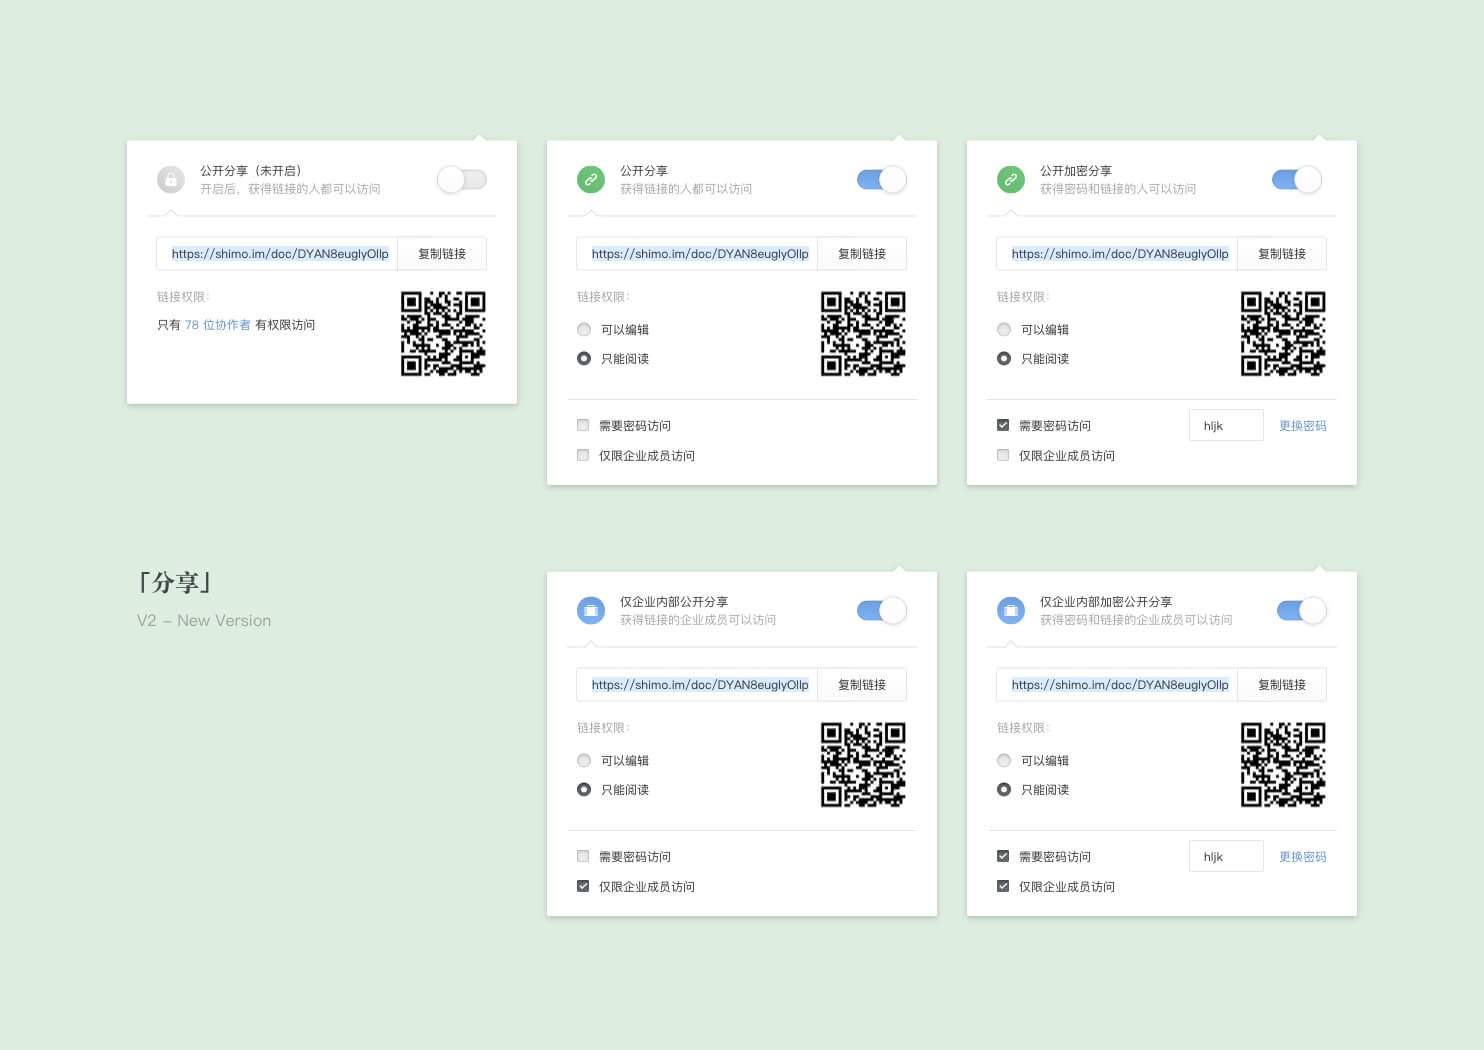 公开分享（未开启）
开启后，获得链接的人都可以访问
https://shimo.im/doc/DYAN8euglyOllp
复制链接
链接权限：
只有 78 位协作者 有权限访问
公开分享
获得链接的人都可以访问
https://shimo.im/doc/DYAN8euglyOllp
复制链接
链接权限：
可以编辑
只能阅读
需要密码访问
仅限企业成员访问
公开加密分享
获得密码和链接的人可以访问
https://shimo.im/doc/DYAN8euglyOllp
复制链接
链接权限：
可以编辑
只能阅读
需要密码访问
hljk
更换密码
仅限企业成员访问
「分享」
V2 – New Version
仅企业内部公开分享
获得链接的企业成员可以访问
https://shimo.im/doc/DYAN8euglyOllp
复制链接
链接权限：
可以编辑
只能阅读
需要密码访问
仅限企业成员访问
仅企业内部加密公开分享
获得密码和链接的企业成员可以访问
https://shimo.im/doc/DYAN8euglyOllp
复制链接
链接权限：
可以编辑
只能阅读
需要密码访问
hljk
更换密码
仅限企业成员访问